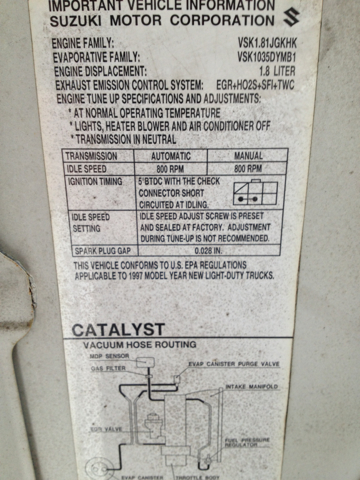 IMPORTANT VEHICLE INFORMATION
SUZUKI MOTOR CORPORATION
ENGINE FAMILY: VSK1.81JGKHK
EVAPORATIVE FAMILY: VSK1035DYMB1
ENGINE DISPLACEMENT: 1.8 LITER
EXHAUST EMISSION CONTROL SYSTEM: EGR+HO2S+SFI+TWC
ENGINE TUNE UP SPECIFICATIONS AND ADJUSTMENTS:
* AT NORMAL OPERATING TEMPERATURE
* LIGHTS, HEATER BLOWER AND AIR CONDITIONER OFF
* TRANSMISSION IN NEUTRAL
TRANSMISSION AUTOMATIC MANUAL
IDLE SPEED 800 RPM 800 RPM
IGNITION TIMING 5°BTDC WITH THE CHECK
CONNECTOR SHORT
CIRCUITED AT IDLING.
IDLE SPEED IDLE SPEED ADJUST SCREW IS PRESET
SETTING AND SEALED AT FACTORY. ADJUSTMENT
DURING TUNE-UP IS NOT RECOMMENDED.
SPARK PLUG GAP 0.028 IN.
THIS VEHICLE CONFORMS TO U.S. EPA REGULATIONS
APPLICABLE TO 1997 MODEL YEAR NEW LIGHT-DUTY TRUCKS.
CATALYST
VACUUM HOSE ROUTING
MDP SENSOR
GAS FILTER
EVAP CANISTER PURGE VALVE
INTAKE MANIFOLD
EGR VALVE
FUEL PRESSURE
REGULATOR
EVAP CANISTER THROTTLE BODY